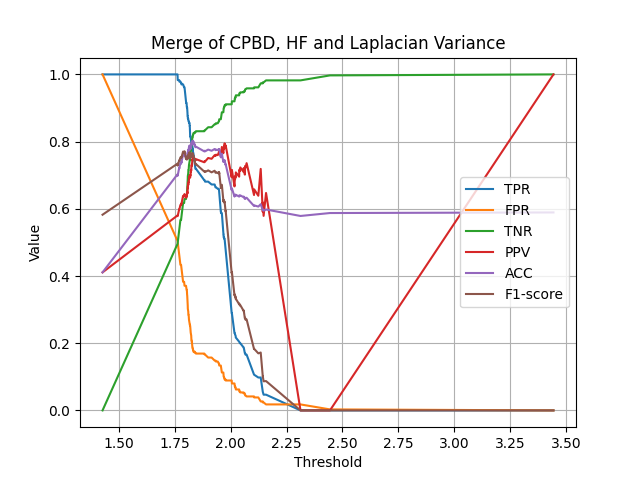 Merge of CPBD, HF and Laplacian Variance
1.0
0.8
0.6
0.4
0.2
0.0
Value
TPR
FPR
TNR
PPV
ACC
F1-score
1.50 1.75 2.00 2.25 2.50 2.75 3.00 3.25 3.50
Threshold